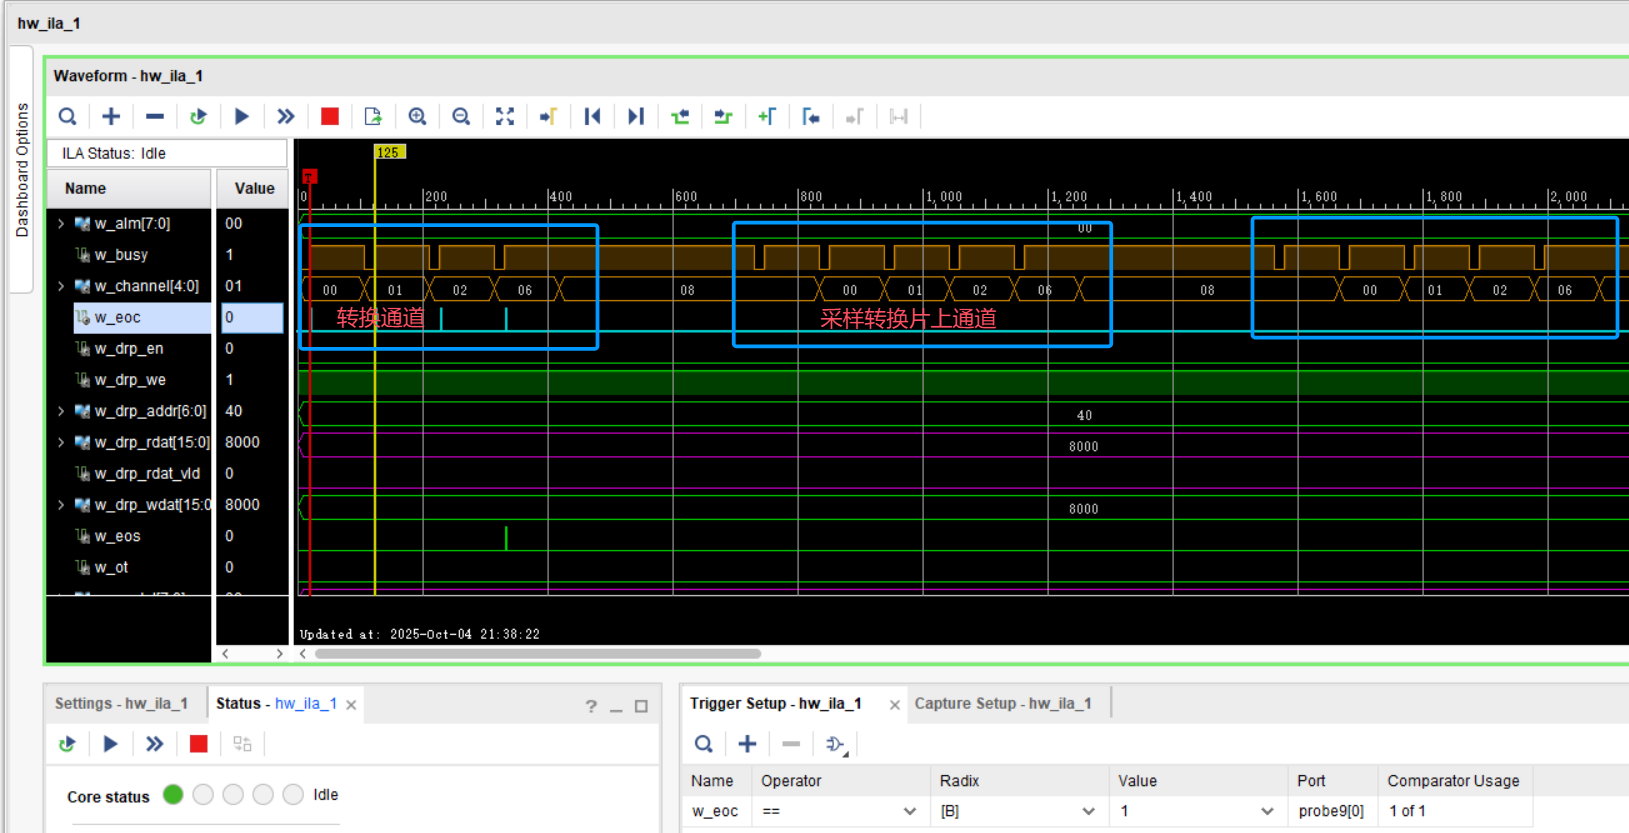 hw_ila_1
Dashboard Options
Waveform - hw_ila_1
ILA Status: Idle
Name Value
125
T
0 200 400 600 800 1,000 1,200 1,400 1,600 1,800 2,000
w_alm[7:0] 00 00
w_busy 1
w_channel[4:0] 01 00 01 02 06 08 00 01 02 06 08 00 01 02 06
w_eoc 0 转换通道 采样转换片上通道
w_drp_en 0
w_drp_we 1
w_drp_addr[6:0] 40 40
w_drp_rdat[15:0] 8000 8000
w_drp_rdat_vld 0
w_drp_wdat[15:0 8000 8000
w_eos 0
w_ot 0
Updated at: 2025-Oct-04 21:38:22
Settings - hw_ila_1 Status - hw_ila_1
Core status Idle
Trigger Setup - hw_ila_1 Capture Setup - hw_ila_1
Name Operator Radix Value Port Comparator Usage
w_eoc == [B] 1 probe9[0] 1 of 1